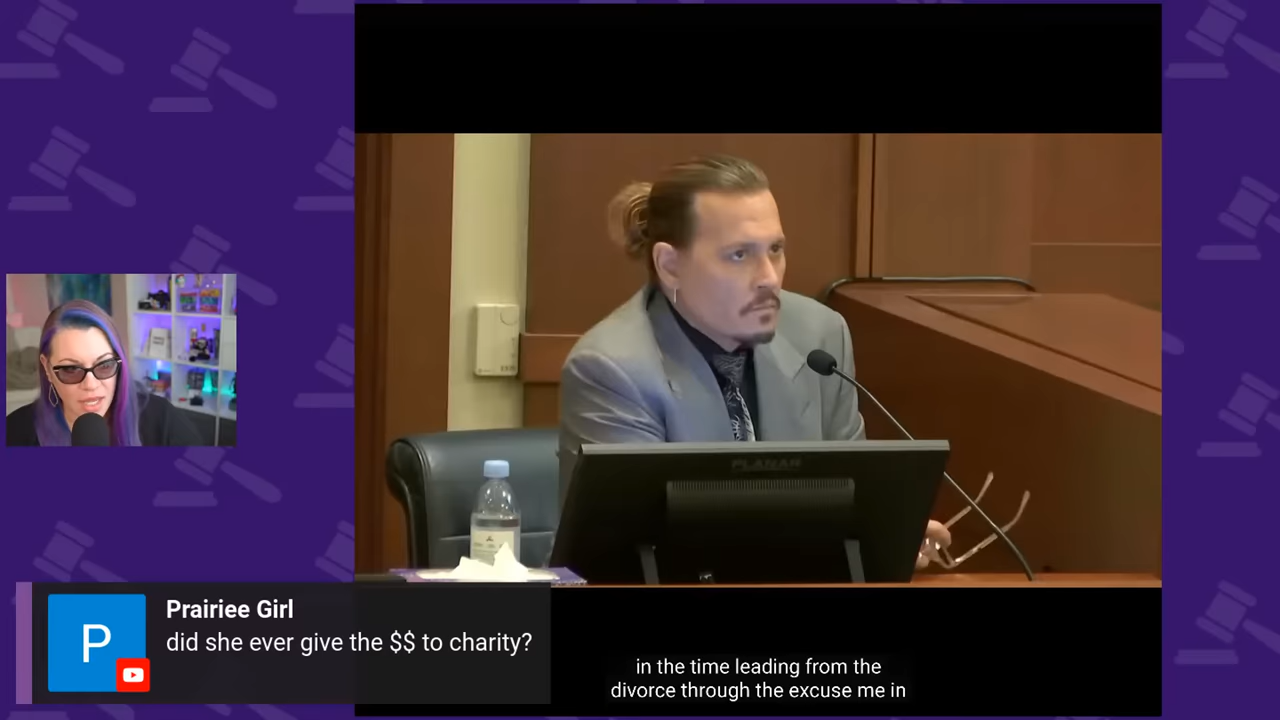 PLANAR
P
Prairiee Girl
did she ever give the $$ to charity?
in the time leading from the
divorce through the excuse me in